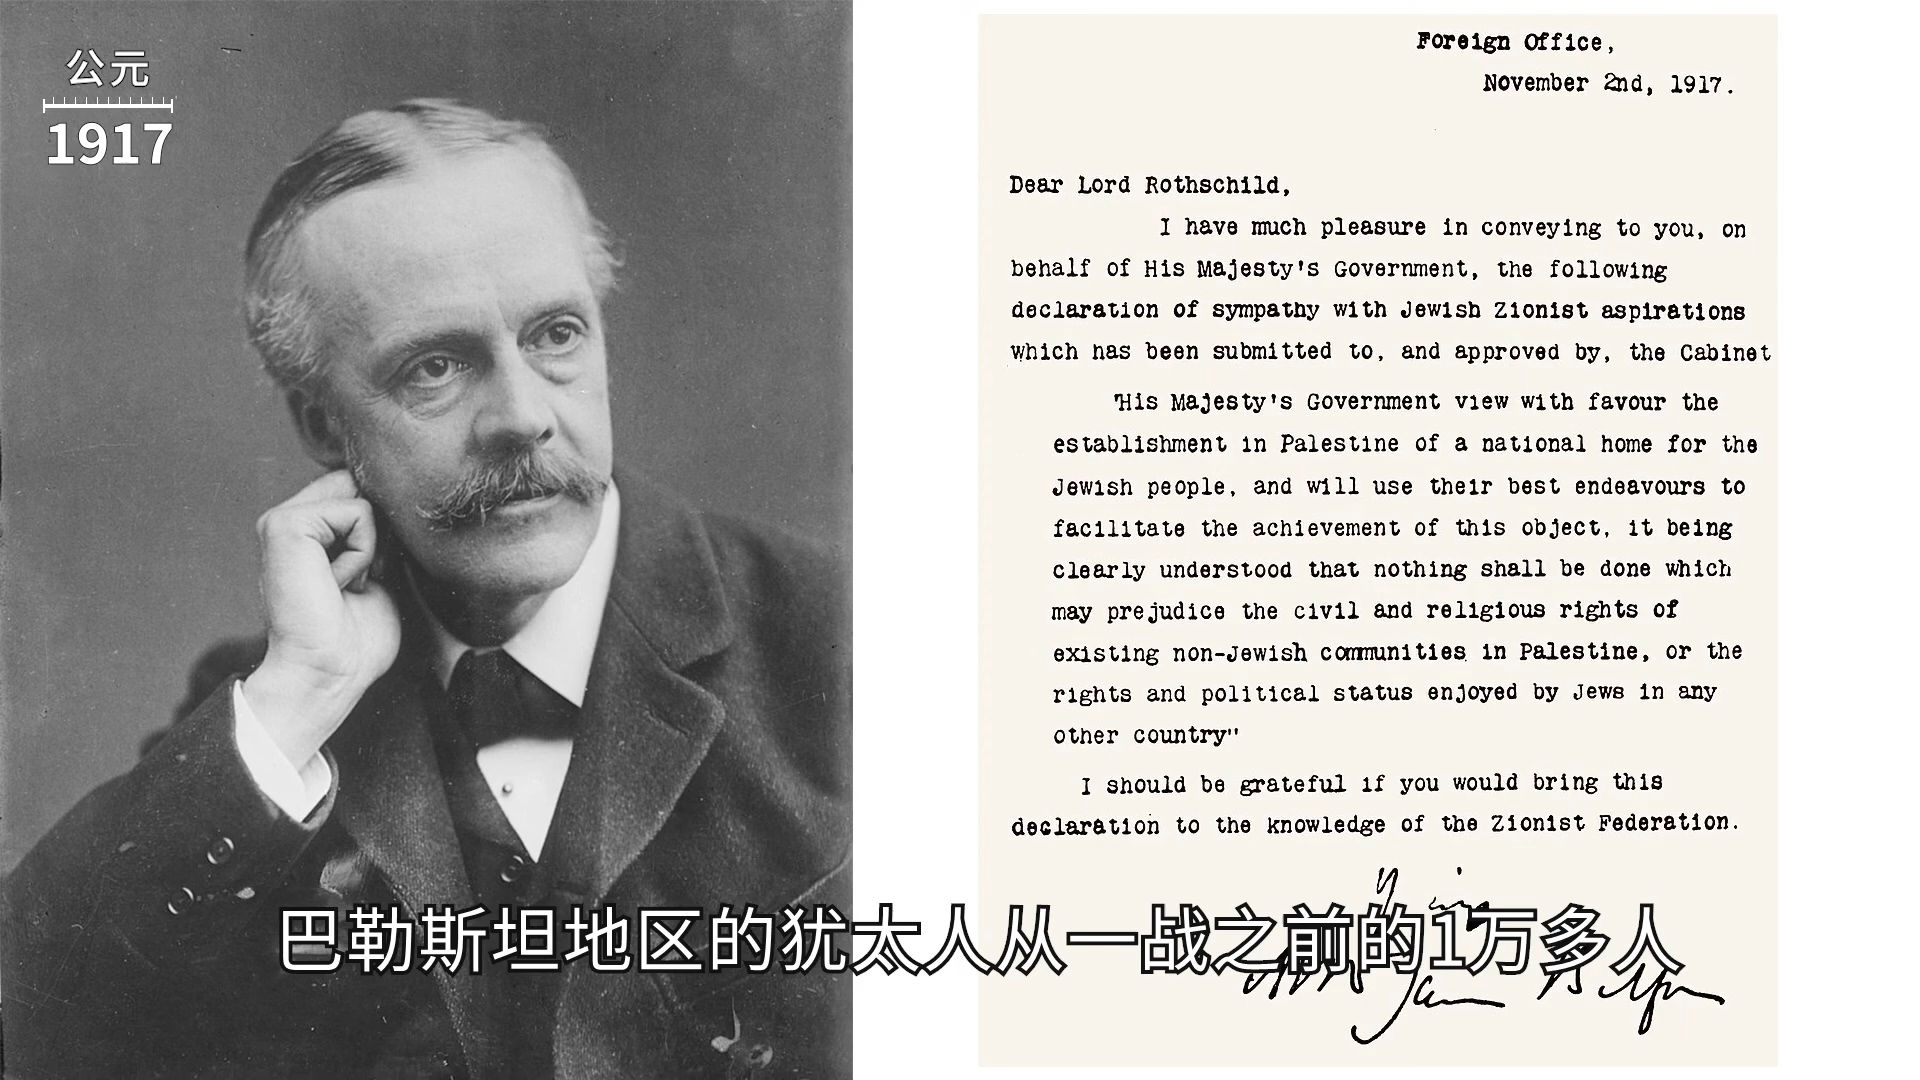 公元
1917
Foreign Office,
November 2nd, 1917.
Dear Lord Rothschild,
I have much pleasure in conveying to you, on
behalf of His Majesty's Government, the following
declaration of sympathy with Jewish Zionist aspirations
which has been submitted to, and approved by, the Cabinet
"His Majesty's Government view with favour the
establishment in Palestine of a national home for the
Jewish people, and will use their best endeavours to
facilitate the achievement of this object, it being
clearly understood that nothing shall be done which
may prejudice the civil and religious rights of
existing non-Jewish communities in Palestine, or the
rights and political status enjoyed by Jews in any
other country"
I should be grateful if you would bring this
declaration to the knowledge of the Zionist Federation.
巴勒斯坦地区的犹太人从一战之前的1万多人